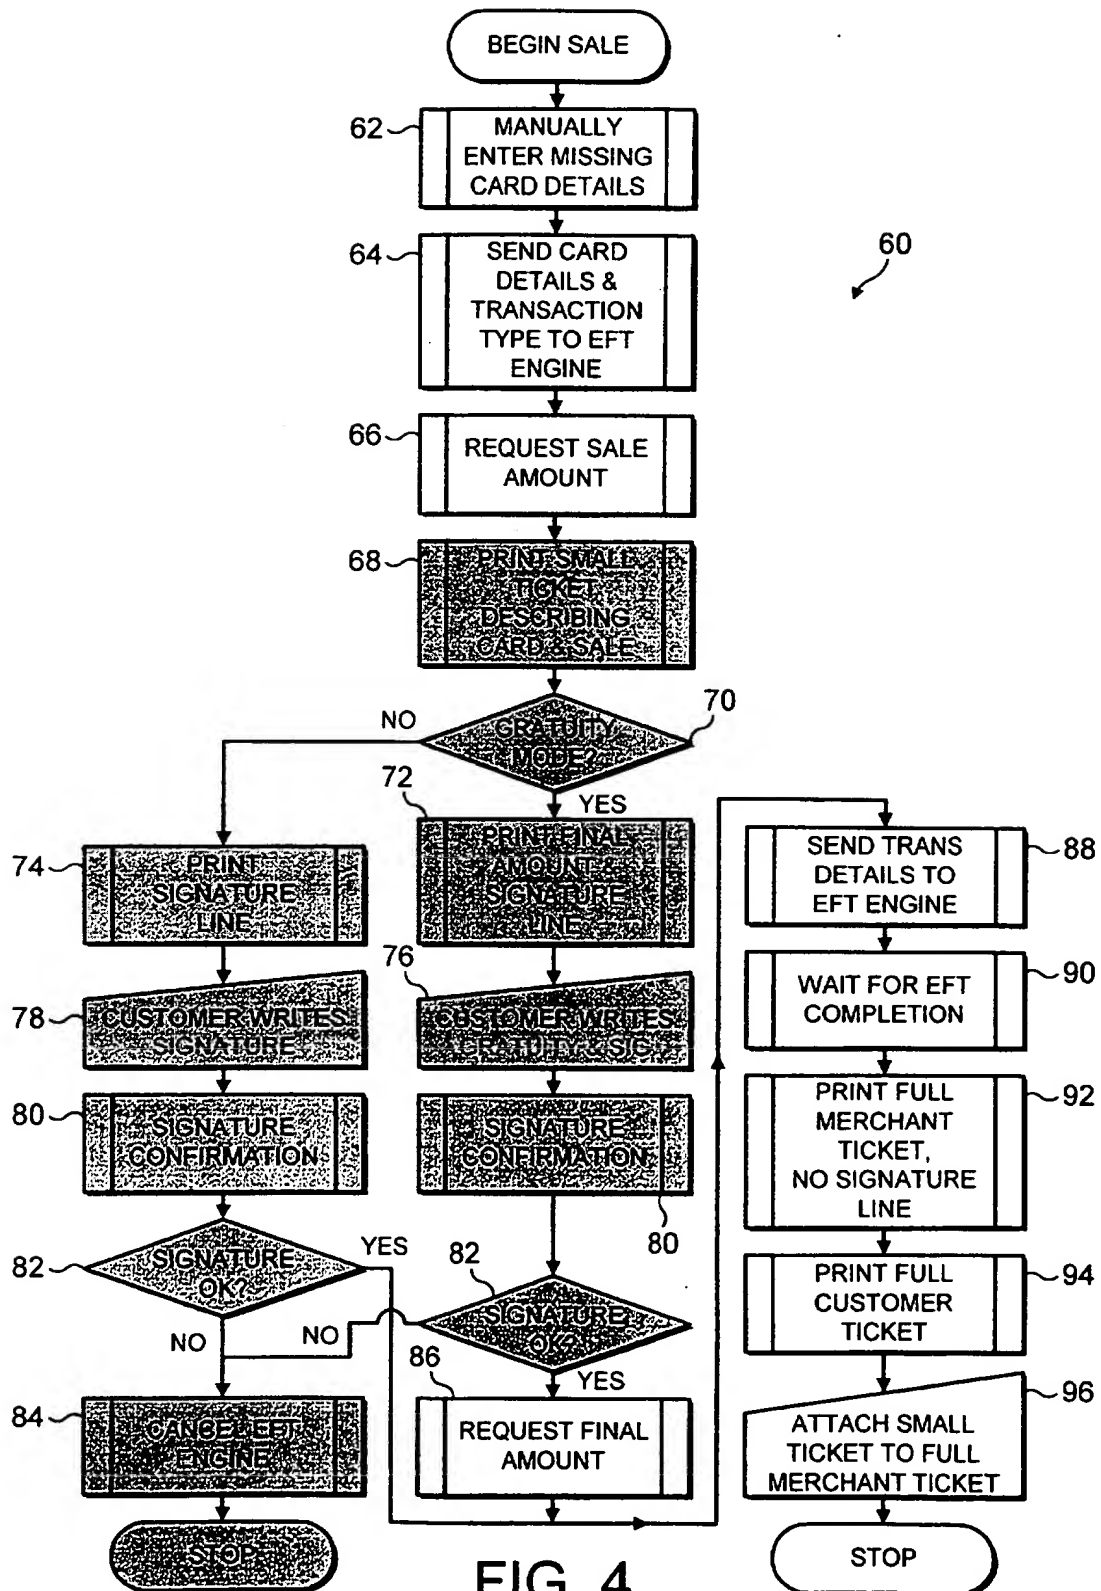 BEGIN SALE
62
MANUALLY
ENTER MISSING
CARD DETAILS
64
SEND CARD
DETAILS &
TRANSACTION
TYPE TO EFT
ENGINE
60
66
REQUEST SALE
AMOUNT
68
PRINT SMALL
TICKET
DESCRIBING
CARD & SALE
NO
GRATUITY
MODE?
70
YES
74
PRINT
SIGNATURE
LINE
72
PRINT FINAL
AMOUNT &
SIGNATURE
LINE
78
CUSTOMER WRITES
SIGNATURE
76
CUSTOMER WRITES
GRATUITY & SIG
80
SIGNATURE
CONFIRMATION
SIGNATURE
CONFIRMATION
80
82
SIGNATURE
OK?
YES
NO
82
SIGNATURE
OK?
NO
YES
84
CANCEL EFT
ENGINE
STOP
86
REQUEST FINAL
AMOUNT
SEND TRANS
DETAILS TO
EFT ENGINE
88
WAIT FOR EFT
COMPLETION
90
PRINT FULL
MERCHANT
TICKET,
NO SIGNATURE
LINE
92
PRINT FULL
CUSTOMER
TICKET
94
ATTACH SMALL
TICKET TO FULL
MERCHANT TICKET
96
STOP
FIG. 4